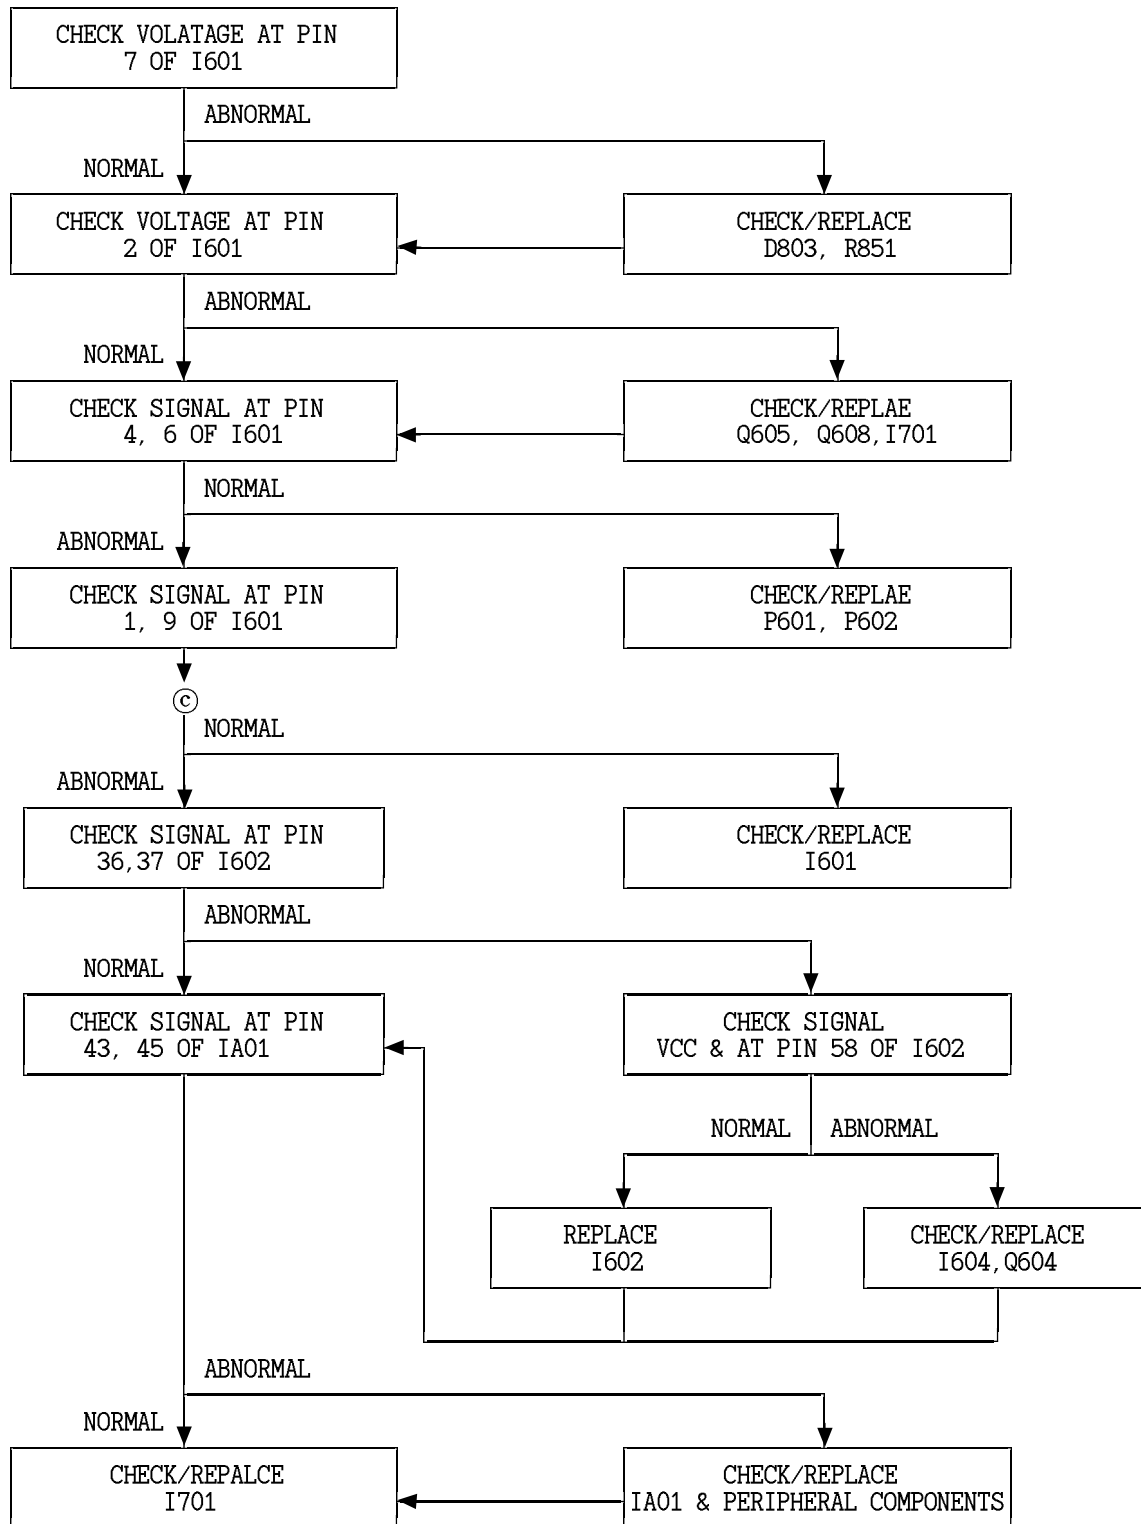 CHECK VOLATAGE AT PIN
7 OF I601
ABNORMAL
NORMAL
CHECK VOLTAGE AT PIN
2 OF I601
CHECK/REPLACE
D803, R851
ABNORMAL
NORMAL
CHECK SIGNAL AT PIN
4, 6 OF I601
CHECK/REPLAE
Q605, Q608,I701
NORMAL
ABNORMAL
CHECK SIGNAL AT PIN
1, 9 OF I601
CHECK/REPLAE
P601, P602
c
NORMAL
ABNORMAL
CHECK SIGNAL AT PIN
36,37 OF I602
CHECK/REPLACE
I601
ABNORMAL
NORMAL
CHECK SIGNAL AT PIN
43, 45 OF IA01
CHECK SIGNAL
VCC & AT PIN 58 OF I602
NORMAL ABNORMAL
REPLACE
I602
CHECK/REPLACE
I604,Q604
ABNORMAL
NORMAL
CHECK/REPALCE
I701
CHECK/REPLACE
IA01 & PERIPHERAL COMPONENTS